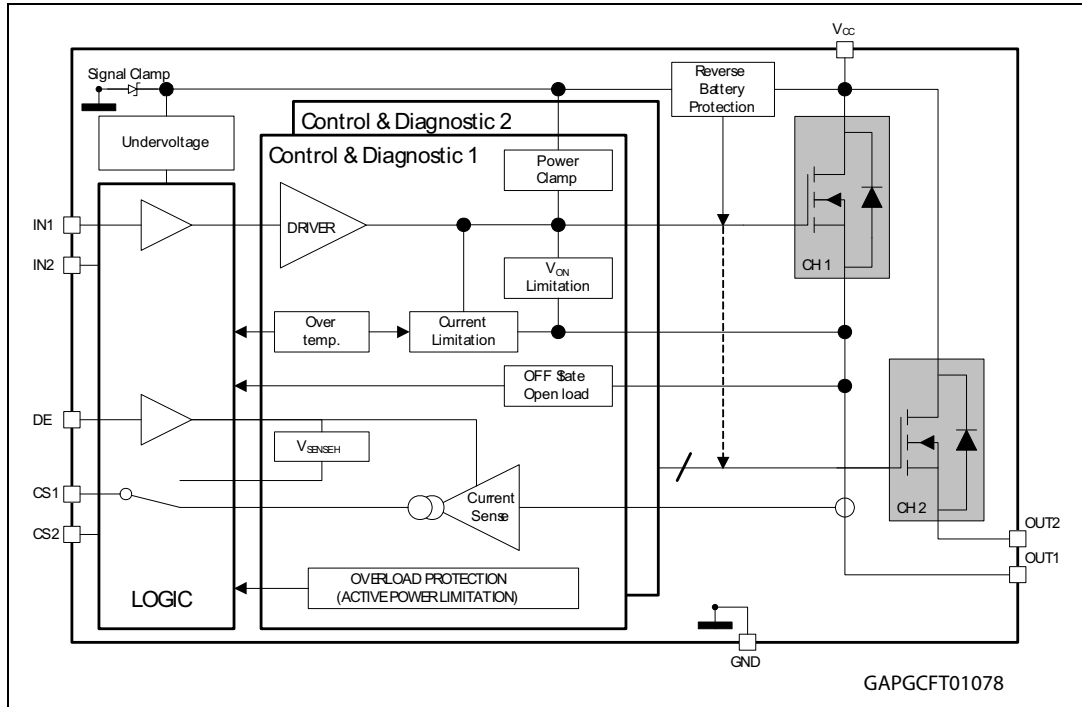 VCC
Signal Clamp
Reverse
Battery
Protection
Control & Diagnostic 2
Undervoltage
Control & Diagnostic 1
Power
Clamp
IN1
DRIVER
IN2
VON
Limitation
CH 1
Over
temp.
Current
Limitation
OFF State
Open load
DE
VSENSEH
CS1
Current
Sense
CH 2
CS2
OUT2
OUT1
OVERLOAD PROTECTION
(ACTIVE POWER LIMITATION)
LOGIC
GND
GAPGCFT01078